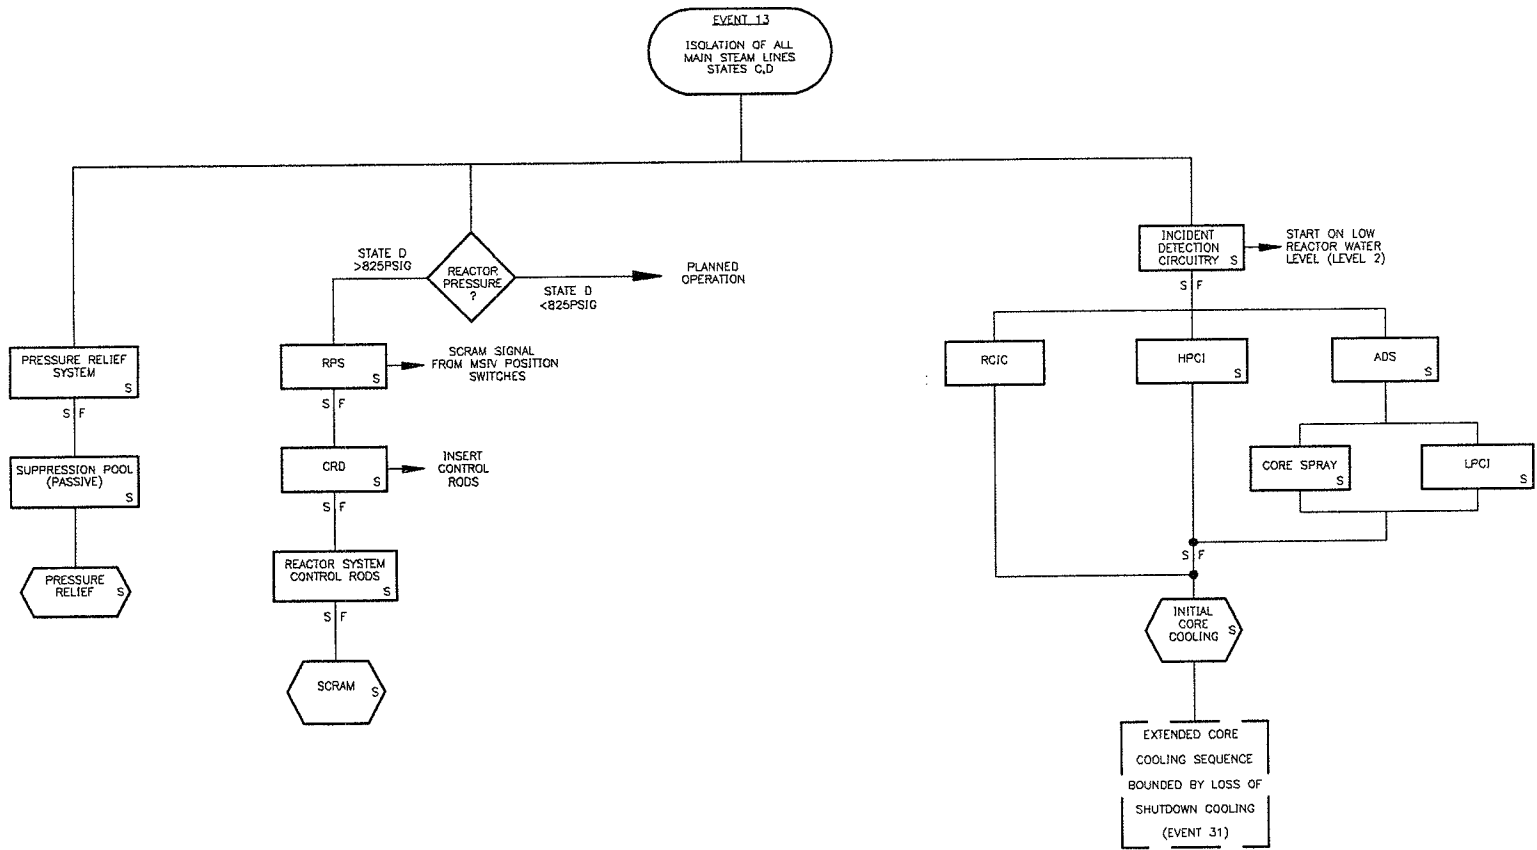 EVENT 13
ISOLATION OF ALL
MAIN STEAM LINES
STATES C,D
STATE D
>825PSIG
REACTOR
PRESSURE
?
STATE D
<825PSIG
PLANNED
OPERATION
INCIDENT
DETECTION
CIRCUITRY S
START ON LOW
REACTOR WATER
LEVEL (LEVEL 2)
S F
PRESSURE RELIEF
SYSTEM
S
S F
SUPPRESSION POOL
(PASSIVE)
S
PRESSURE
RELIEF S
RPS
S
SCRAM SIGNAL
FROM MSIV POSITION
SWITCHES
S F
CRD
S
INSERT
CONTROL
RODS
S F
REACTOR SYSTEM
CONTROL RODS
S
S F
SCRAM S
RCIC
HPCI
S
ADS
S
CORE SPRAY
S
LPCI
S
S F
INITIAL
CORE
COOLING S
EXTENDED CORE
COOLING SEQUENCE
BOUNDED BY LOSS OF
SHUTDOWN COOLING
(EVENT 31)